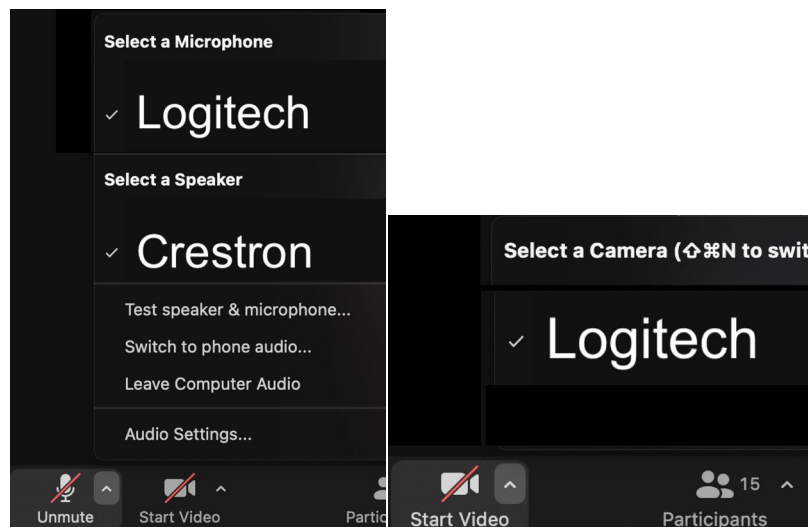 Select a Microphone
✓ Logitech
Select a Speaker
✓ Crestron
Test speaker & microphone...
Switch to phone audio...
Leave Computer Audio
Audio Settings...
Unmute
Start Video
Partic
Select a Camera (⇧⌘N to swit
✓ Logitech
15
Start Video
Participants